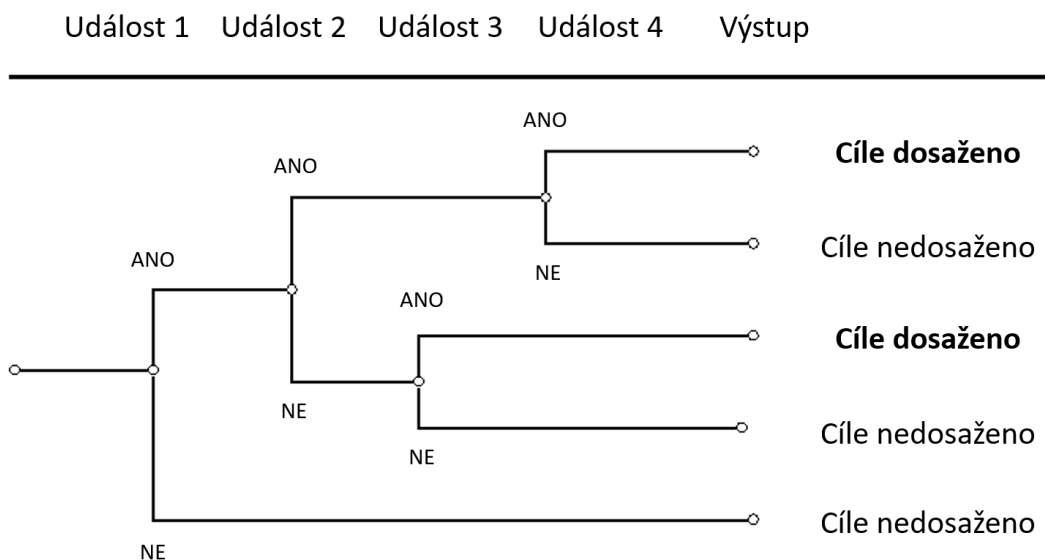 Událost 1 Událost 2 Událost 3 Událost 4 Výstup
ANO
Cíle dosaženo
ANO
Cíle nedosaženo
ANO
NE
ANO
Cíle dosaženo
NE
Cíle nedosaženo
NE
Cíle nedosaženo
NE